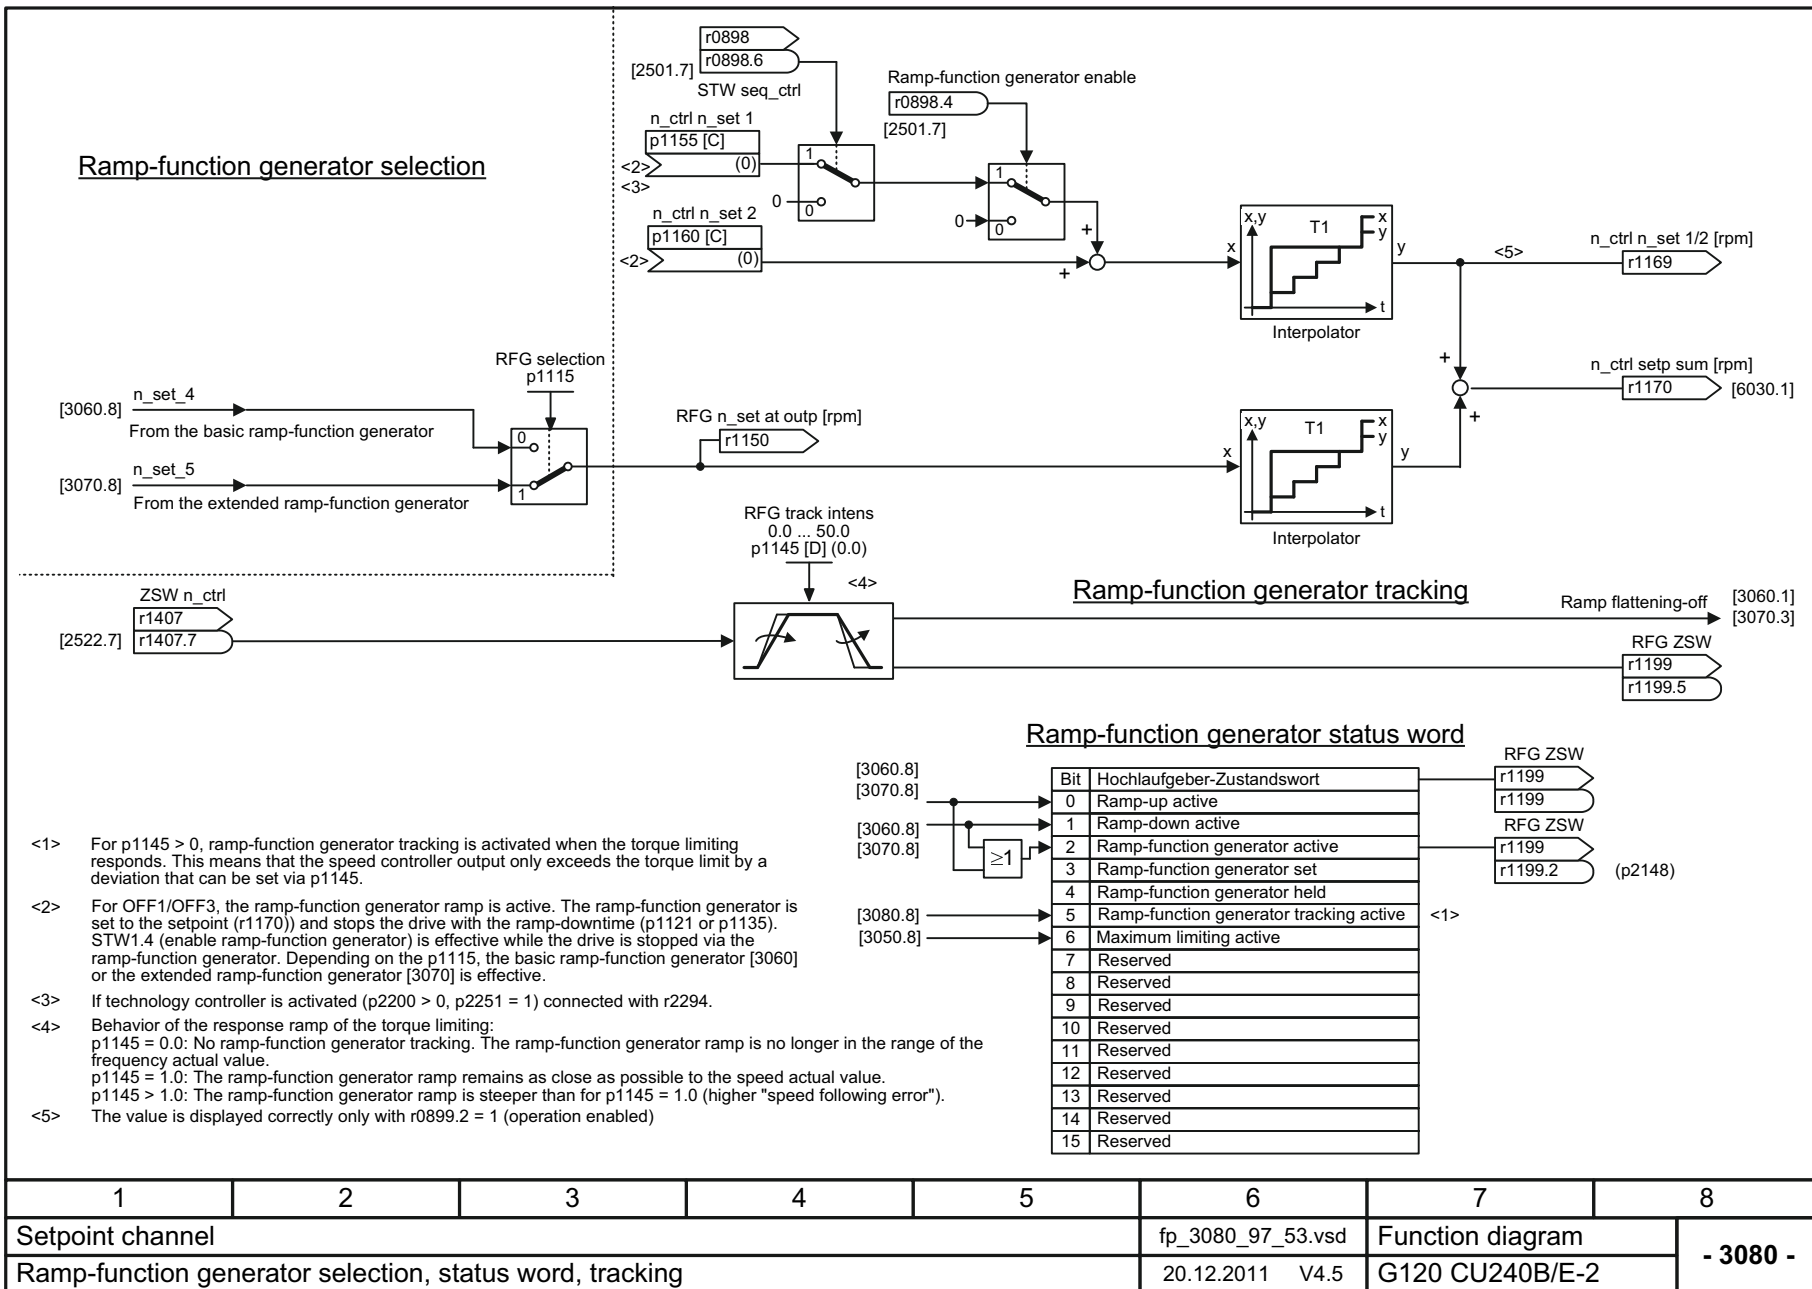 r0898
r0898.6
[2501.7]
STW seq_ctrl
Ramp-function generator enable
r0898.4
[2501.7]
n_ctrl n_set 1
p1155 [C]
(0)
<2>
<3>
1
0
0
1
0
0
Ramp-function generator selection
n_ctrl n_set 2
p1160 [C]
(0)
<2>
+
+
x
x,y
T1
x
y
t
y
Interpolator
<5>
n_ctrl n_set 1/2 [rpm]
r1169
RFG selection
p1115
n_set_4
[3060.8]
From the basic ramp-function generator
n_set_5
[3070.8]
From the extended ramp-function generator
0
1
RFG n_set at outp [rpm]
r1150
x
x,y
T1
x
y
t
y
Interpolator
+
+
n_ctrl setp sum [rpm]
r1170
[6030.1]
RFG track intens
0.0 ... 50.0
p1145 [D] (0.0)
<4>
Ramp-function generator tracking
ZSW n_ctrl
r1407
r1407.7
[2522.7]
Ramp flattening-off
[3060.1]
[3070.3]
RFG ZSW
r1199
r1199.5
Ramp-function generator status word
[3060.8]
[3070.8]
[3060.8]
[3070.8]
≥1
[3080.8]
[3050.8]
Bit Hochlaufgeber-Zustandswort
0 Ramp-up active
1 Ramp-down active
2 Ramp-function generator active
3 Ramp-function generator set
4 Ramp-function generator held
5 Ramp-function generator tracking active
<1>
6 Maximum limiting active
7 Reserved
8 Reserved
9 Reserved
10 Reserved
11 Reserved
12 Reserved
13 Reserved
14 Reserved
15 Reserved
RFG ZSW
r1199
r1199
RFG ZSW
r1199
r1199.2
(p2148)
<1> For p1145 > 0, ramp-function generator tracking is activated when the torque limiting
responds. This means that the speed controller output only exceeds the torque limit by a
deviation that can be set via p1145.
<2> For OFF1/OFF3, the ramp-function generator ramp is active. The ramp-function generator is
set to the setpoint (r1170)) and stops the drive with the ramp-downtime (p1121 or p1135).
STW1.4 (enable ramp-function generator) is effective while the drive is stopped via the
ramp-function generator. Depending on the p1115, the basic ramp-function generator [3060]
or the extended ramp-function generator [3070] is effective.
<3> If technology controller is activated (p2200 > 0, p2251 = 1) connected with r2294.
<4> Behavior of the response ramp of the torque limiting:
p1145 = 0.0: No ramp-function generator tracking. The ramp-function generator ramp is no longer in the range of the
frequency actual value.
p1145 = 1.0: The ramp-function generator ramp remains as close as possible to the speed actual value.
p1145 > 1.0: The ramp-function generator ramp is steeper than for p1145 = 1.0 (higher "speed following error").
<5> The value is displayed correctly only with r0899.2 = 1 (operation enabled)
1 2 3 4 5 6 7 8
Setpoint channel
fp_3080_97_53.vsd
Function diagram
- 3080 -
Ramp-function generator selection, status word, tracking
20.12.2011 V4.5
G120 CU240B/E-2